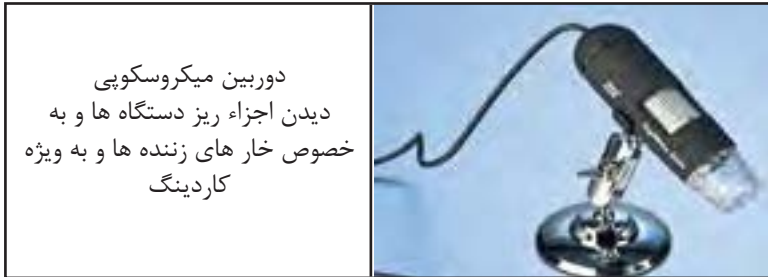 دوربین میکروسکوپی
دیدن اجزاء ریز دستگاه ها و به
خصوص خار های زننده ها و به ویژه
کاردینگ